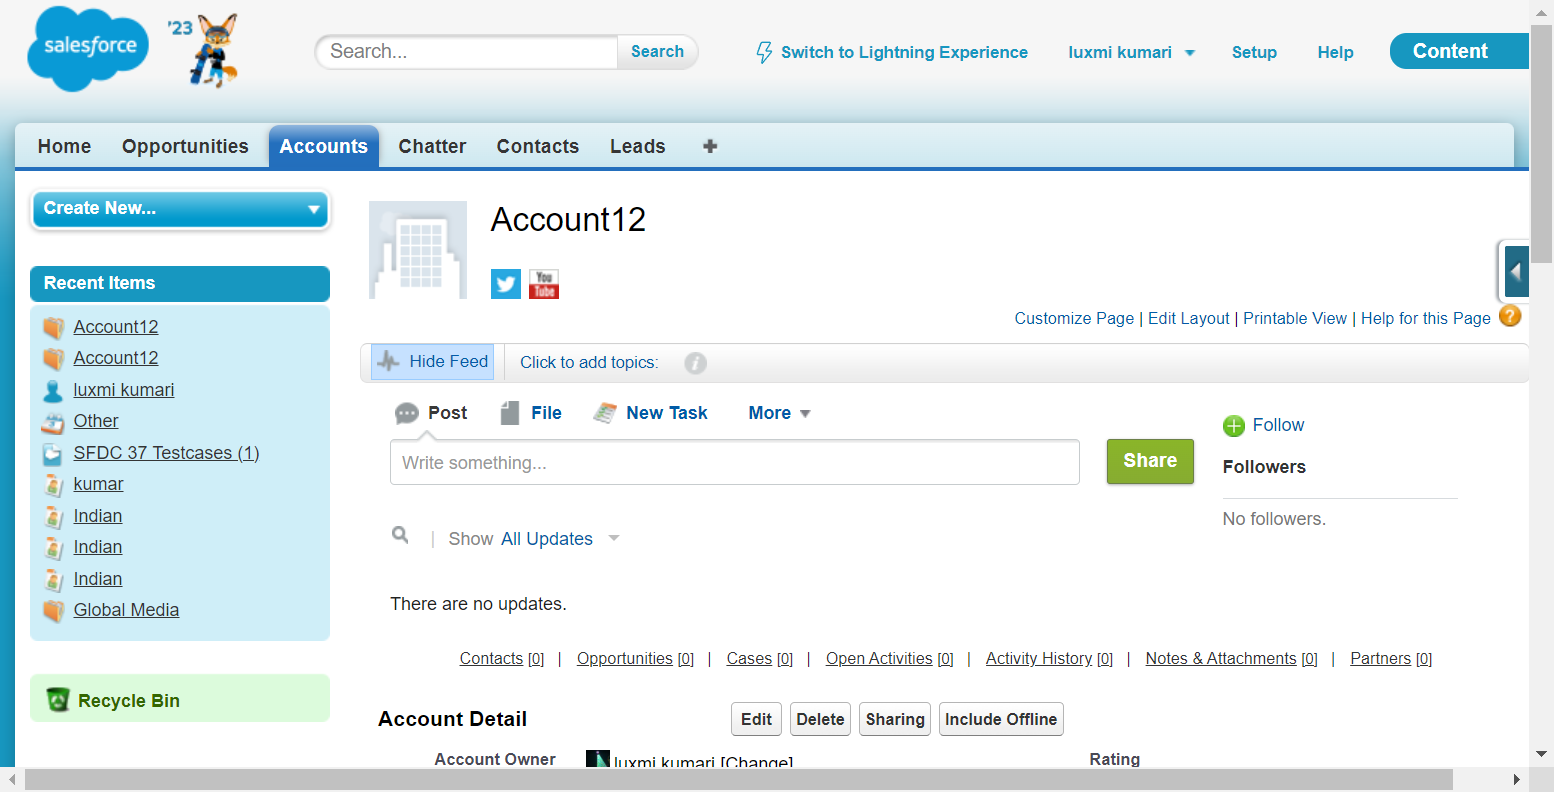 salesforce
'23
Search...
Search
Switch to Lightning Experience
luxmi kumari
Setup
Help
Content
Home
Opportunities
Accounts
Chatter
Contacts
Leads
Create New...
Recent Items
Account12
Account12
luxmi kumari
Other
SFDC 37 Testcases (1)
kumar
Indian
Indian
Indian
Global Media
Recycle Bin
Account12
You
Tube
Customize Page | Edit Layout | Printable View | Help for this Page
Hide Feed
Click to add topics:
Post
File
New Task
More
Write something...
Share
Follow
Followers
No followers.
Show All Updates
There are no updates.
Contacts [0] | Opportunities [0] | Cases [0] | Open Activities [0] | Activity History [0] | Notes & Attachments [0] | Partners [0]
Account Detail
Edit
Delete
Sharing
Include Offline
Account Owner
luxmi kumari [Change]
Rating